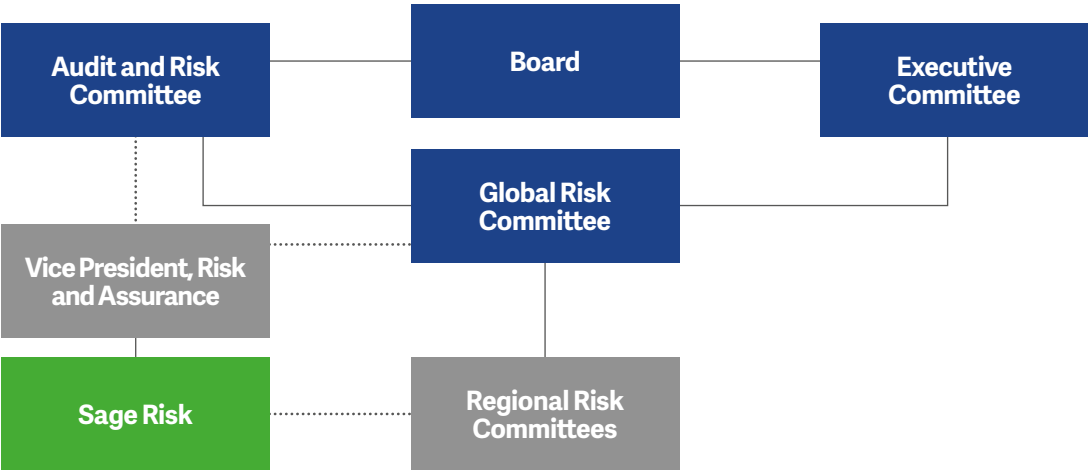 Audit and Risk
Committee
Board
Executive
Committee
Global Risk
Committee
Vice President, Risk
and Assurance
Sage Risk
Regional Risk
Committees